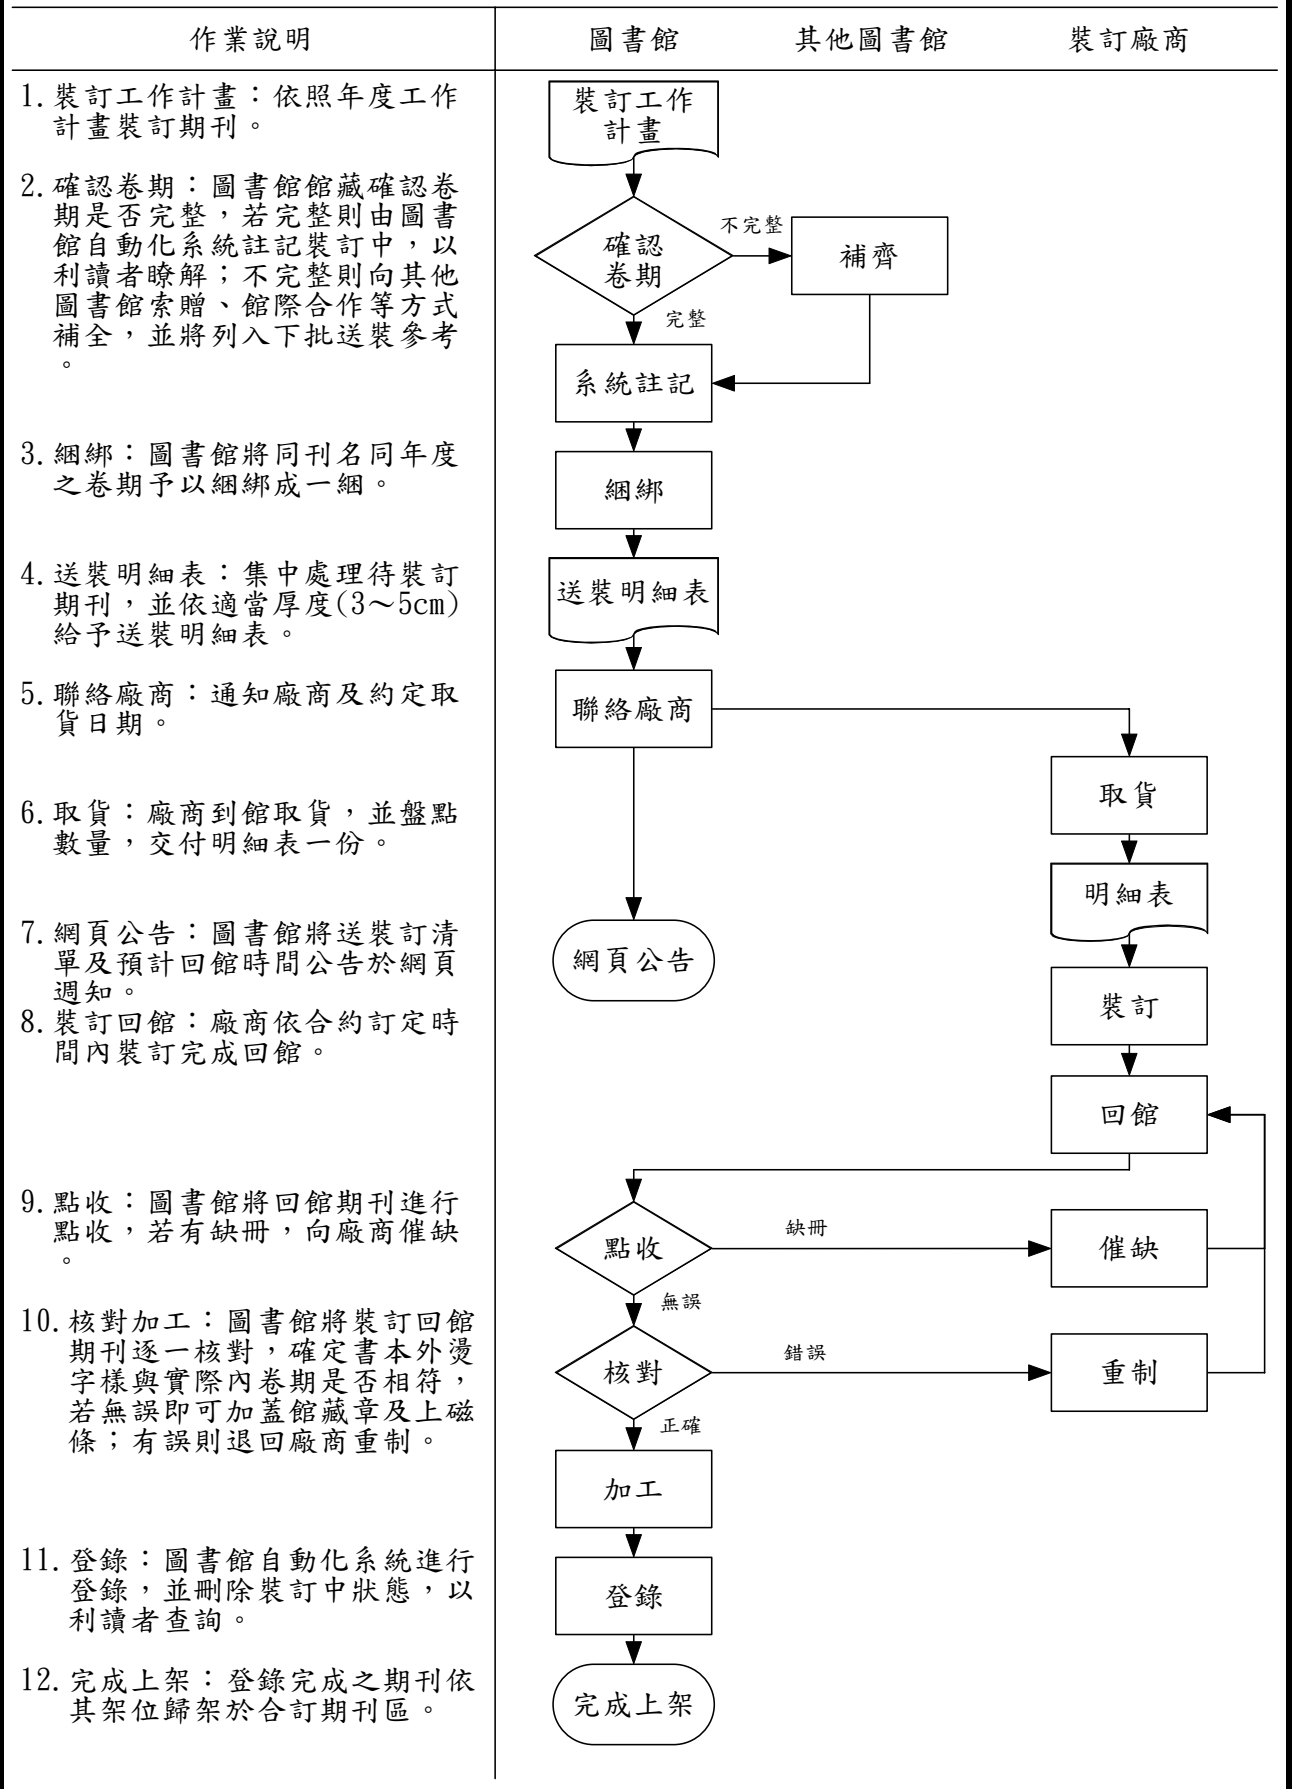 作業說明
圖書館
其他圖書館
裝訂廠商
1.裝訂工作計畫：依照年度工作
計畫裝訂期刊。
2.確認卷期：圖書館館藏確認卷
期是否完整，若完整則由圖書
館自動化系統註記裝訂中，以
利讀者瞭解；不完整則向其他
圖書館索贈、館際合作等方式
補全，並將列入下批送裝參考
。
3.綑綁：圖書館將同刊名同年度
之卷期予以綑綁成一綑。
4.送裝明細表：集中處理待裝訂
期刊，並依適當厚度(3～5cm)
給予送裝明細表。
5.聯絡廠商：通知廠商及約定取
貨日期。
6.取貨：廠商到館取貨，並盤點
數量，交付明細表一份。
7.網頁公告：圖書館將送裝訂清
單及預計回館時間公告於網頁
週知。
8.裝訂回館：廠商依合約訂定時
間內裝訂完成回館。
9.點收：圖書館將回館期刊進行
點收，若有缺冊，向廠商催缺
。
10.核對加工：圖書館將裝訂回館
期刊逐一核對，確定書本外燙
字樣與實際內卷期是否相符，
若無誤即可加蓋館藏章及上磁
條；有誤則退回廠商重制。
11.登錄：圖書館自動化系統進行
登錄，並刪除裝訂中狀態，以
利讀者查詢。
12.完成上架：登錄完成之期刊依
其架位歸架於合訂期刊區。
裝訂工作
計畫
確認
卷期
不完整
補齊
完整
系統註記
綑綁
送裝明細表
聯絡廠商
取貨
明細表
網頁公告
裝訂
回館
點收
缺冊
催缺
無誤
核對
錯誤
重制
正確
加工
登錄
完成上架